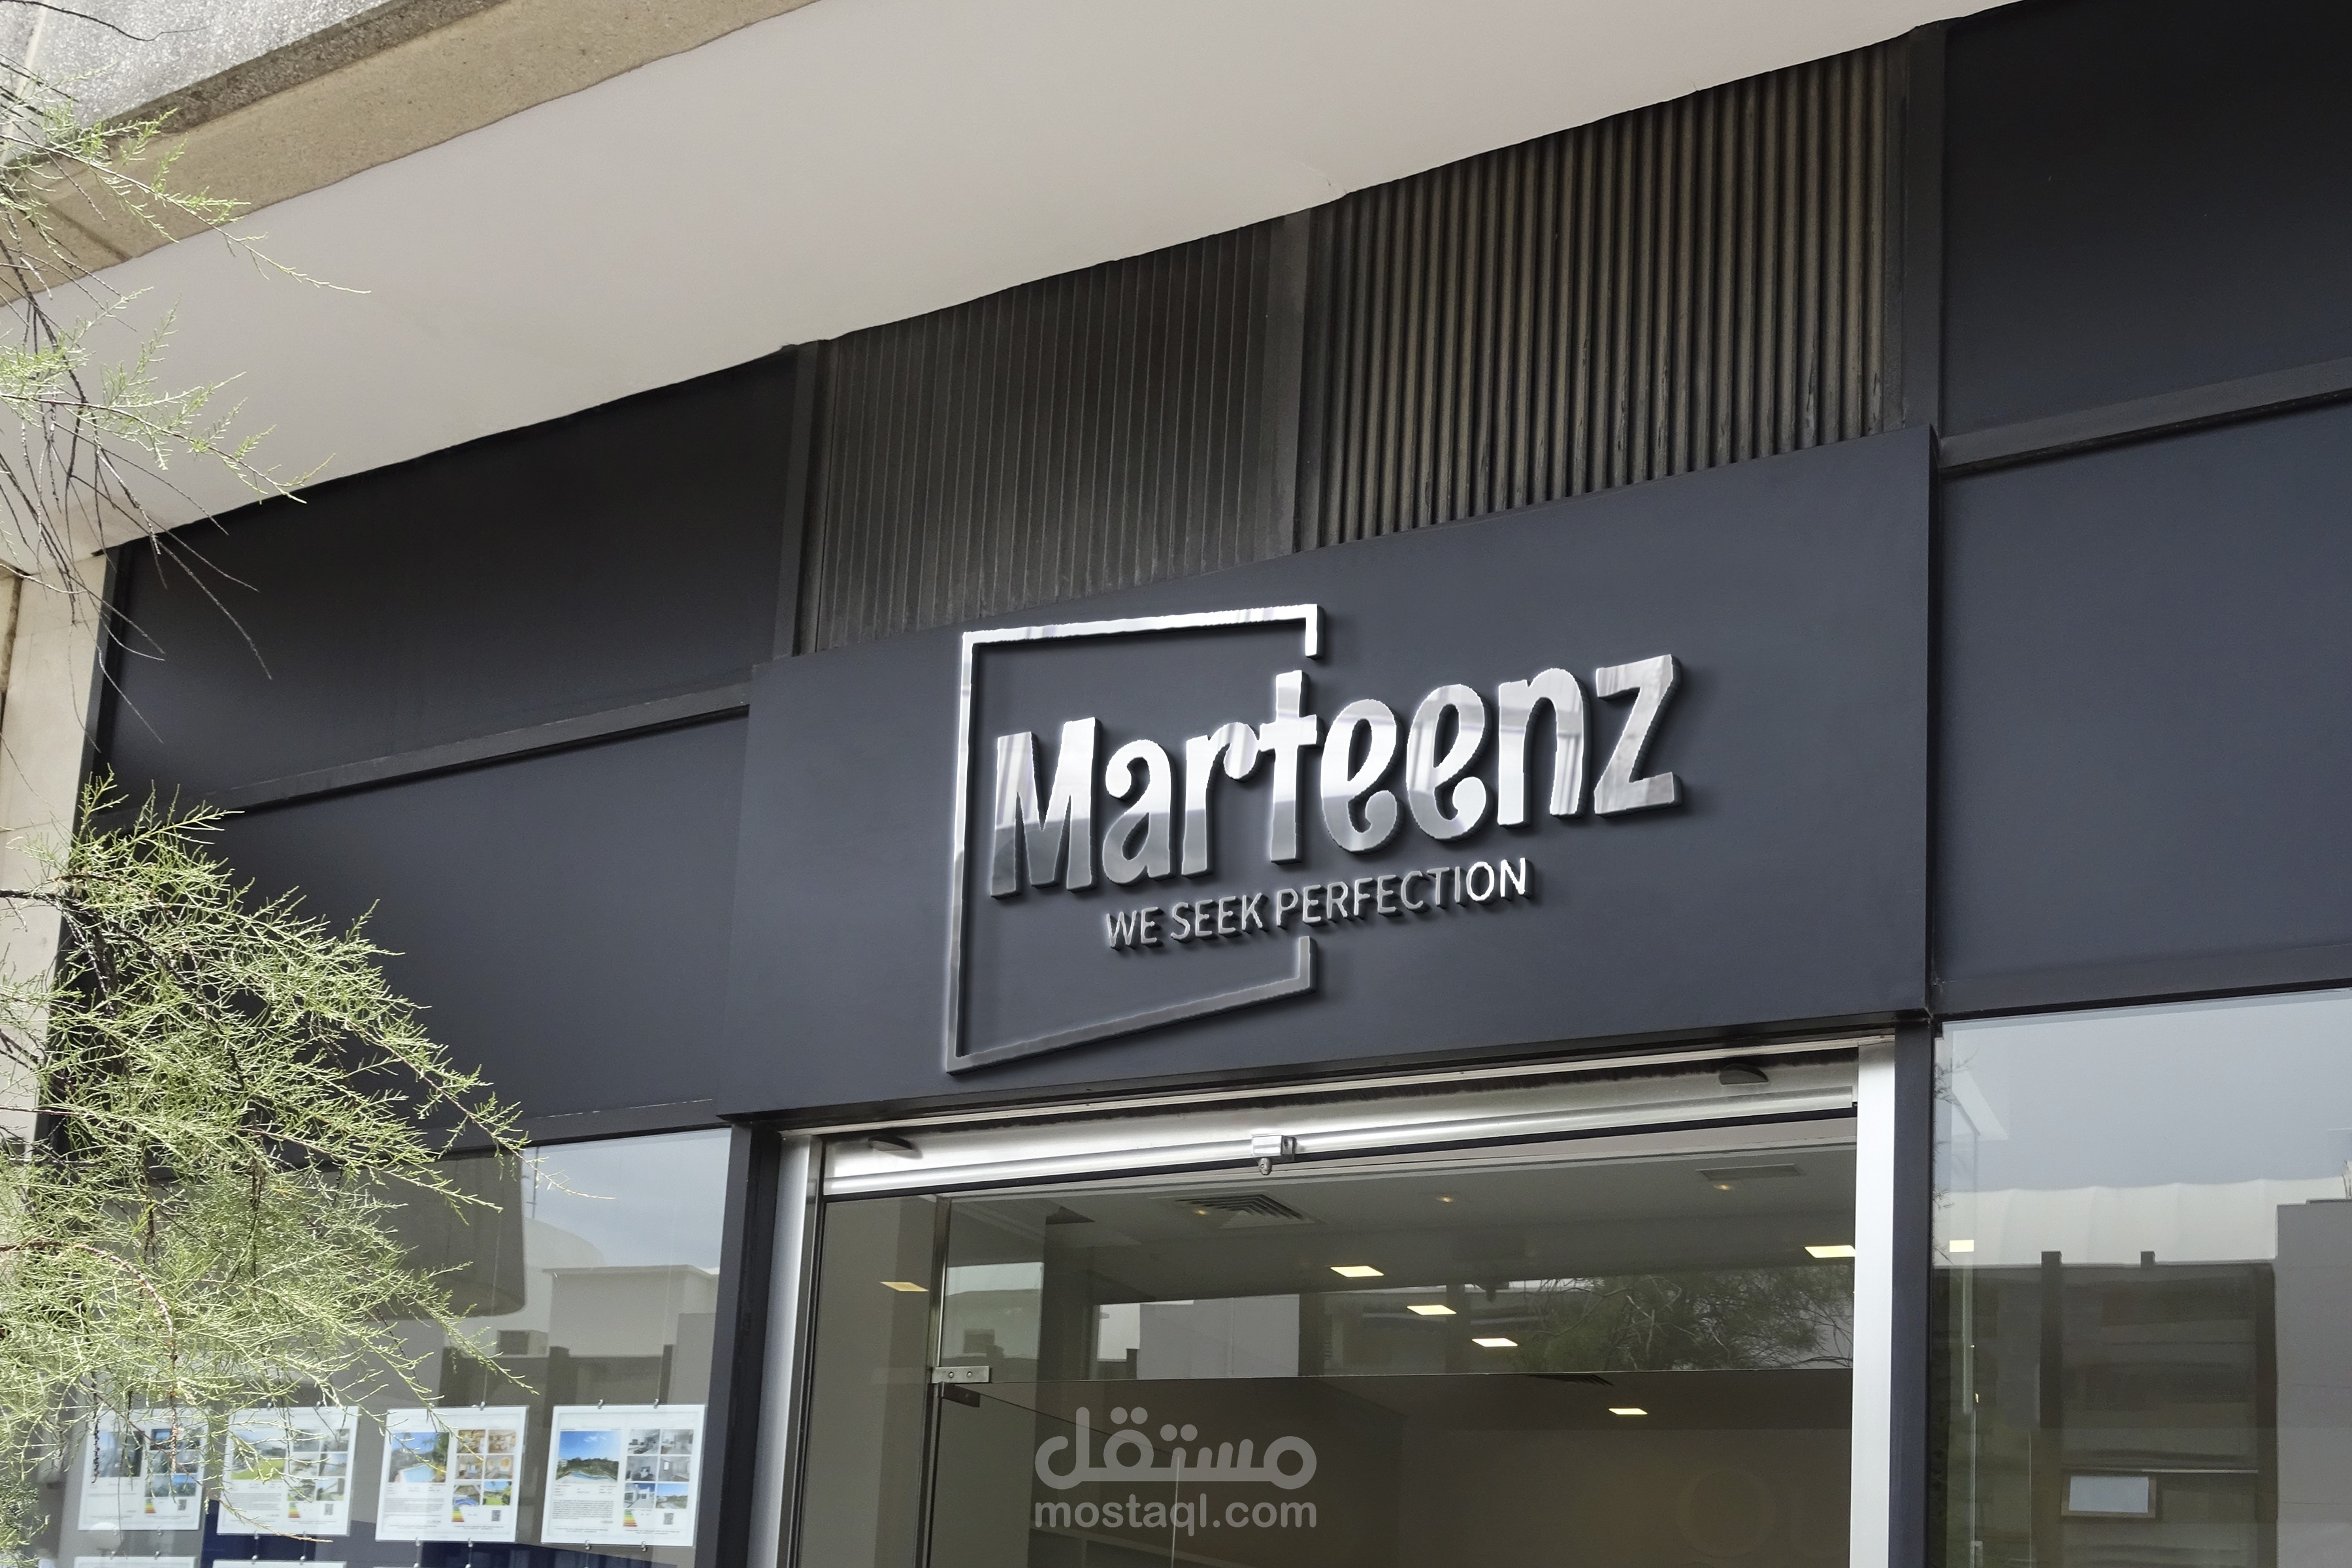 Marteenz
WE SEEK PERFECTION
مستقل
mostaql.com